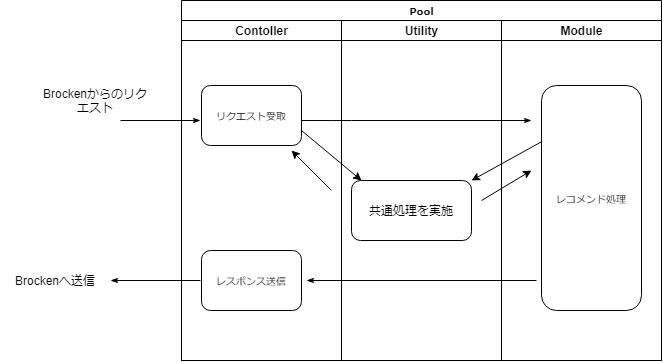 Pool
Contoller
Utility
Module
Brockenからのリク
エスト
リクエスト受取
共通処理を実施
レコメンド処理
Brockenへ送信
レスポンス送信